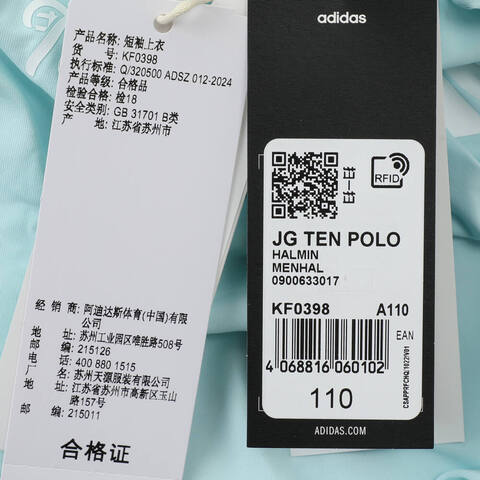 产品名称: 短袖上衣
货 号: KF0398
执行标准: Q/320500 ADSZ 012-2024
产品等级: 合格品
检验合格: 检18
安全类别: GB 31701 B类
产 地: 江苏省苏州市
经 销 商: 阿迪达斯体育(中国)有限
公司
地 址: 苏州工业园区唯胜路508号
邮 编: 215126
电 话: 400 880 1515
厂 名: 苏州天源服装有限公司
地 址: 江苏省苏州市高新区玉山
路157号
邮 编: 215011
合格证
adidas
RFID
JG TEN POLO
HALMIN
MENHAL
0900633017
KF0398 A110
EAN
4 068816 060102
110
CSAPPRFCHQ/1022V01
ADIDAS.COM